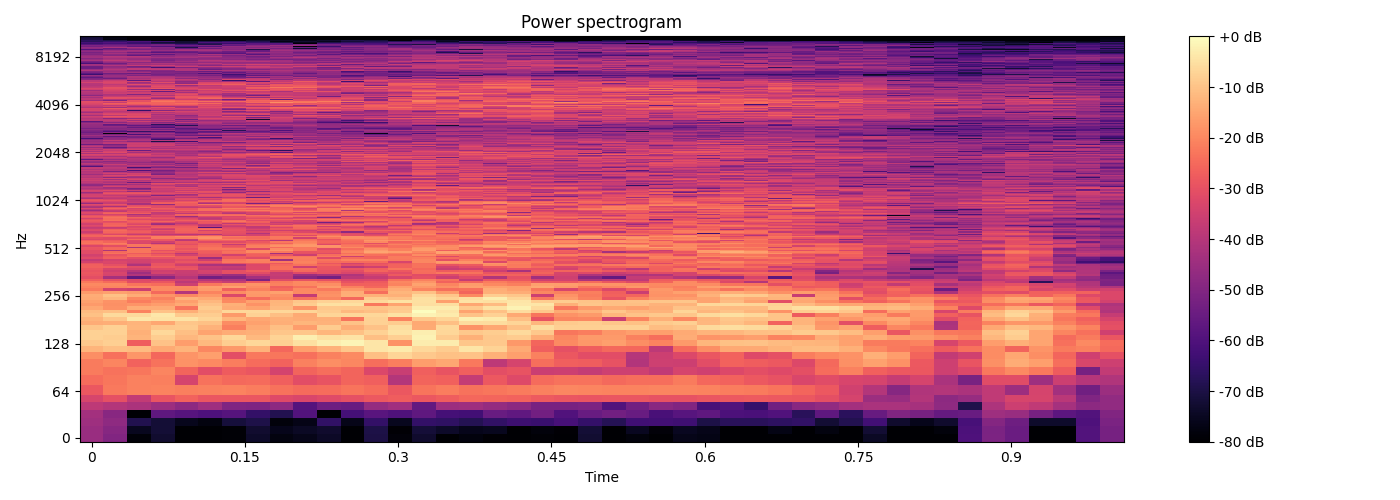 Power spectrogram
Hz
8192
4096
2048
1024
512
256
128
64
0
0 0.15 0.3 0.45 0.6 0.75 0.9
Time
+0 dB
-10 dB
-20 dB
-30 dB
-40 dB
-50 dB
-60 dB
-70 dB
-80 dB